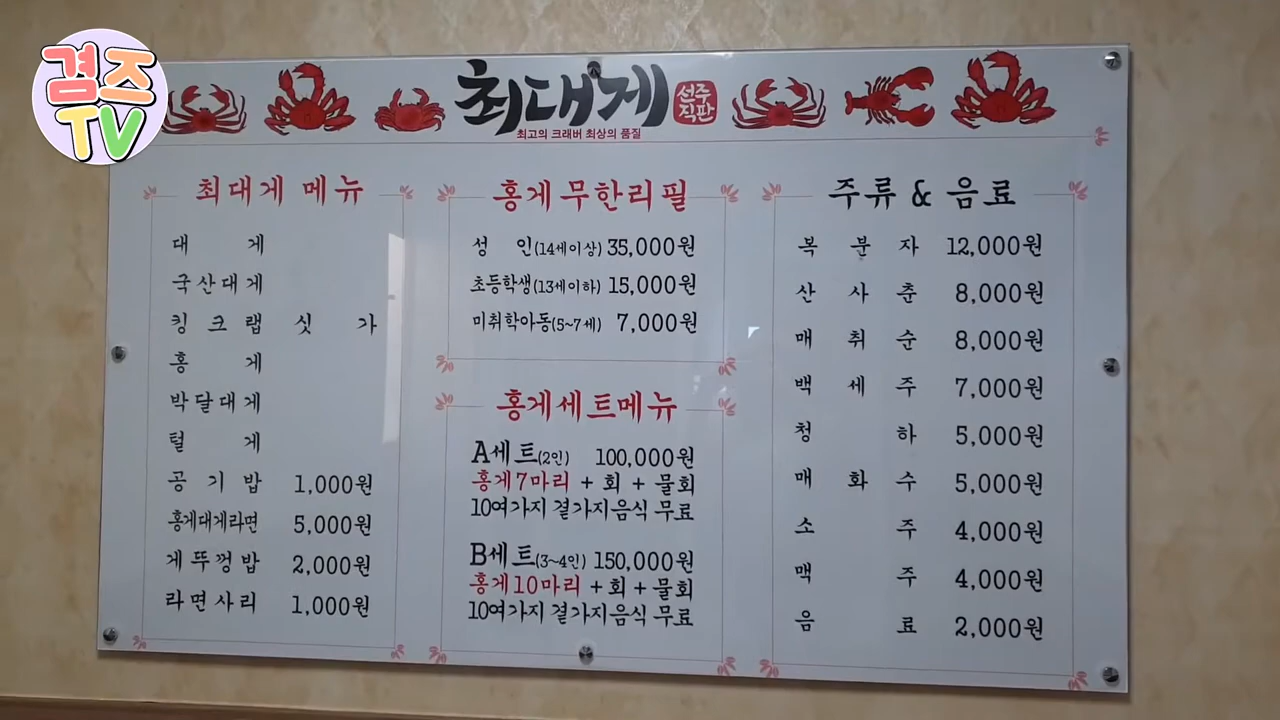 겸즈
TV
최대게 선주직판
최고의 크래버 최상의 품질
최대게 메뉴
대 게
국산대게
킹크랩 싯가
홍 게
박달대게
털 게
공기밥 1,000원
홍게대게라면 5,000원
게뚜껑밥 2,000원
라면사리 1,000원
홍게무한리필
성 인(14세이상) 35,000원
초등학생(13세이하) 15,000원
미취학아동(5~7세) 7,000원
홍게세트메뉴
A세트(2인) 100,000원
홍게7마리 + 회 + 물회
10여가지 곁가지음식 무료
B세트(3~4인) 150,000원
홍게10마리 + 회 + 물회
10여가지 곁가지음식 무료
주류 & 음료
복분자 12,000원
산사춘 8,000원
매취순 8,000원
백세주 7,000원
청하 5,000원
매화수 5,000원
소주 4,000원
맥주 4,000원
음료 2,000원